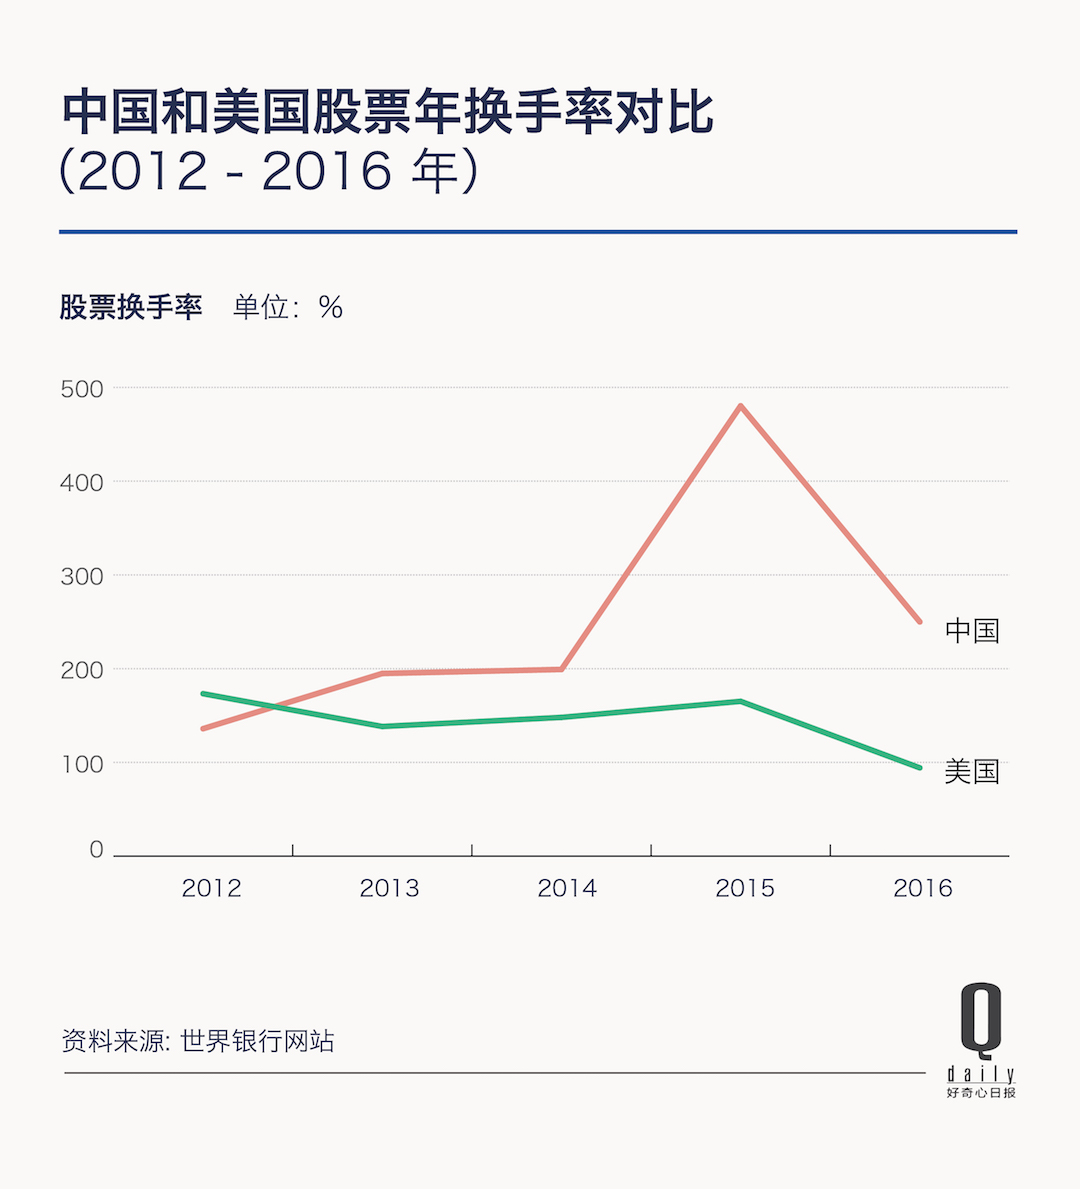 中国和美国股票年换手率对比
（2012 - 2016 年）
股票换手率 单位：%
500
400
300
200
100
0
中国
美国
2012 2013 2014 2015 2016
资料来源: 世界银行网站
Q
daily
好奇心日报